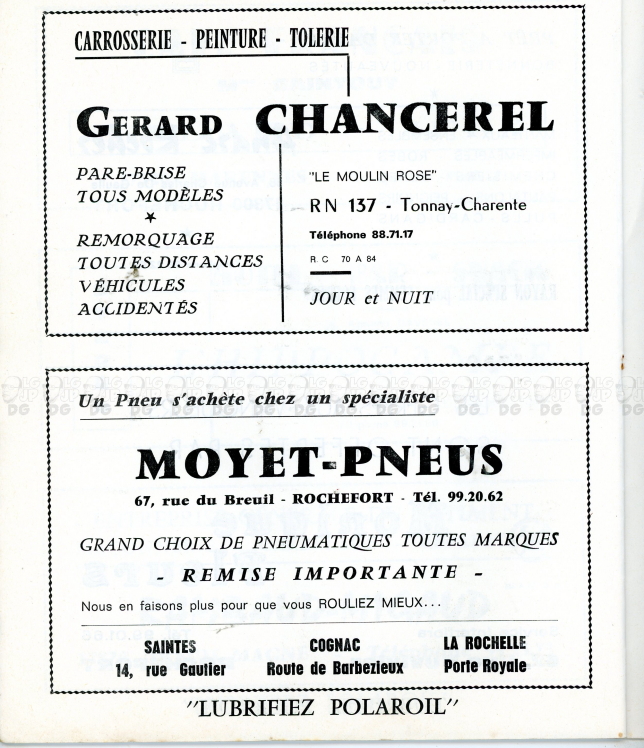 CARROSSERIE - PEINTURE - TOLERIE
GERARD CHANCEREL
PARE-BRISE
TOUS MODÈLES
★
REMORQUAGE
TOUTES DISTANCES
VÉHICULES
ACCIDENTÉS
"LE MOULIN ROSE"
RN 137 - Tonnay-Charente
Téléphone 88.71.17
R. C 70 A 84
JOUR et NUIT
Un Pneu s'achète chez un spécialiste
MOYET-PNEUS
67, rue du Breuil - ROCHEFORT - Tél. 99.20.62
GRAND CHOIX DE PNEUMATIQUES TOUTES MARQUES
- REMISE IMPORTANTE -
Nous en faisons plus pour que vous ROULIEZ MIEUX...
SAINTES
14, rue Gautier
COGNAC
Route de Barbezieux
LA ROCHELLE
Porte Royale
"LUBRIFIEZ POLAROIL"